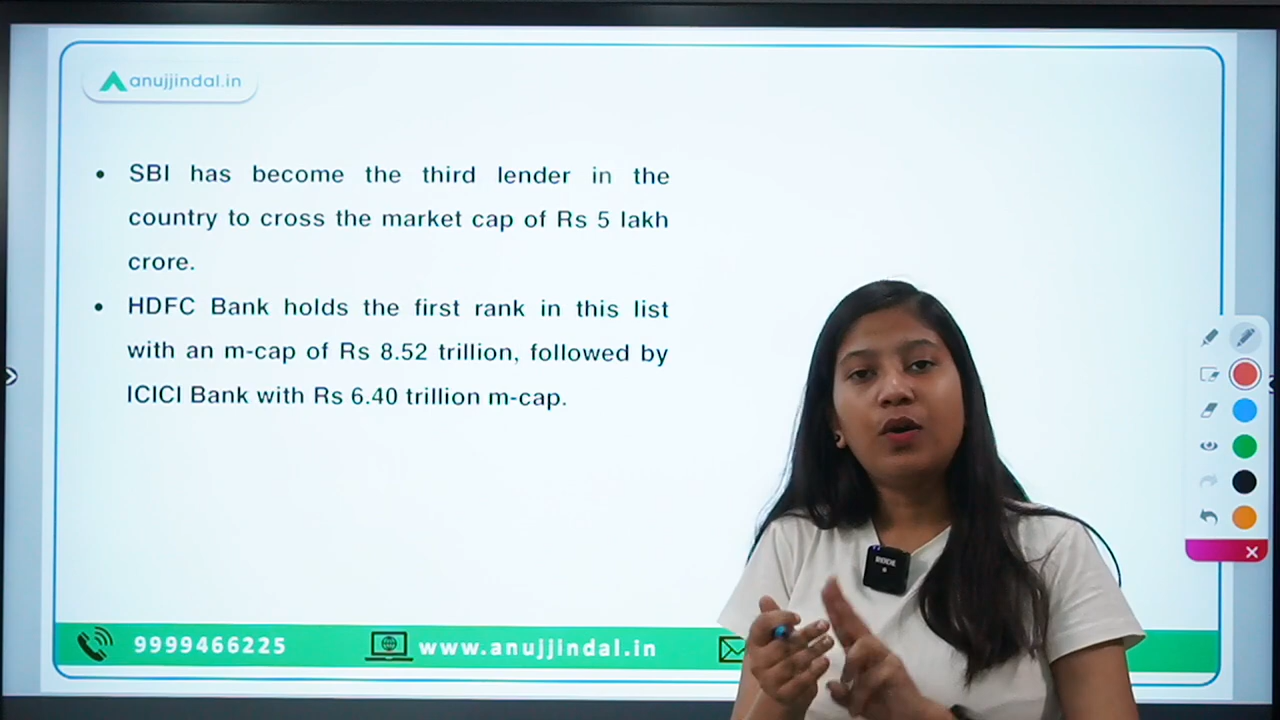 anujjindal.in
• SBI has become the third lender in the
country to cross the market cap of Rs 5 lakh
crore.
• HDFC Bank holds the first rank in this list
with an m-cap of Rs 8.52 trillion, followed by
ICICI Bank with Rs 6.40 trillion m-cap.
9999466225
www.anujjindal.in